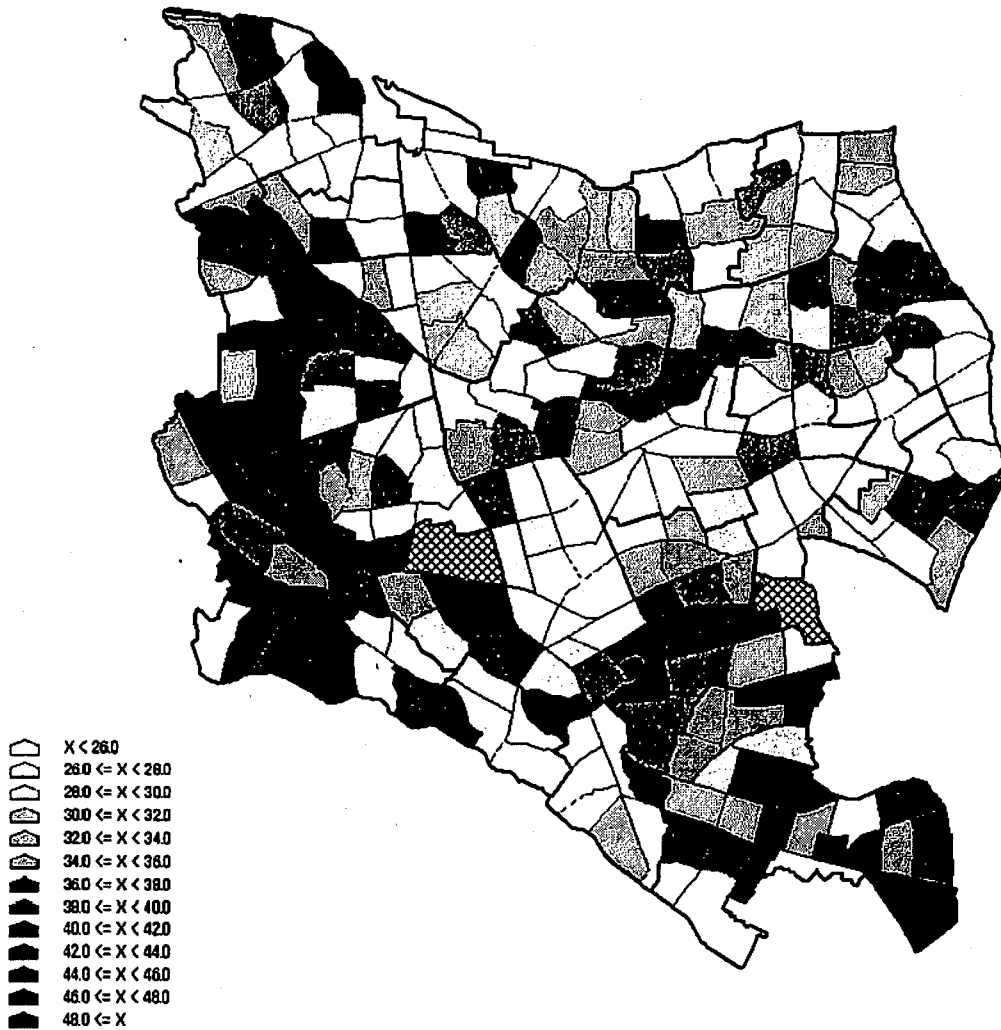 X < 26.0
26.0 <= X < 28.0
28.0 <= X < 30.0
30.0 <= X < 32.0
32.0 <= X < 34.0
34.0 <= X < 36.0
36.0 <= X < 38.0
38.0 <= X < 40.0
40.0 <= X < 42.0
42.0 <= X < 44.0
44.0 <= X < 46.0
46.0 <= X < 48.0
48.0 <= X